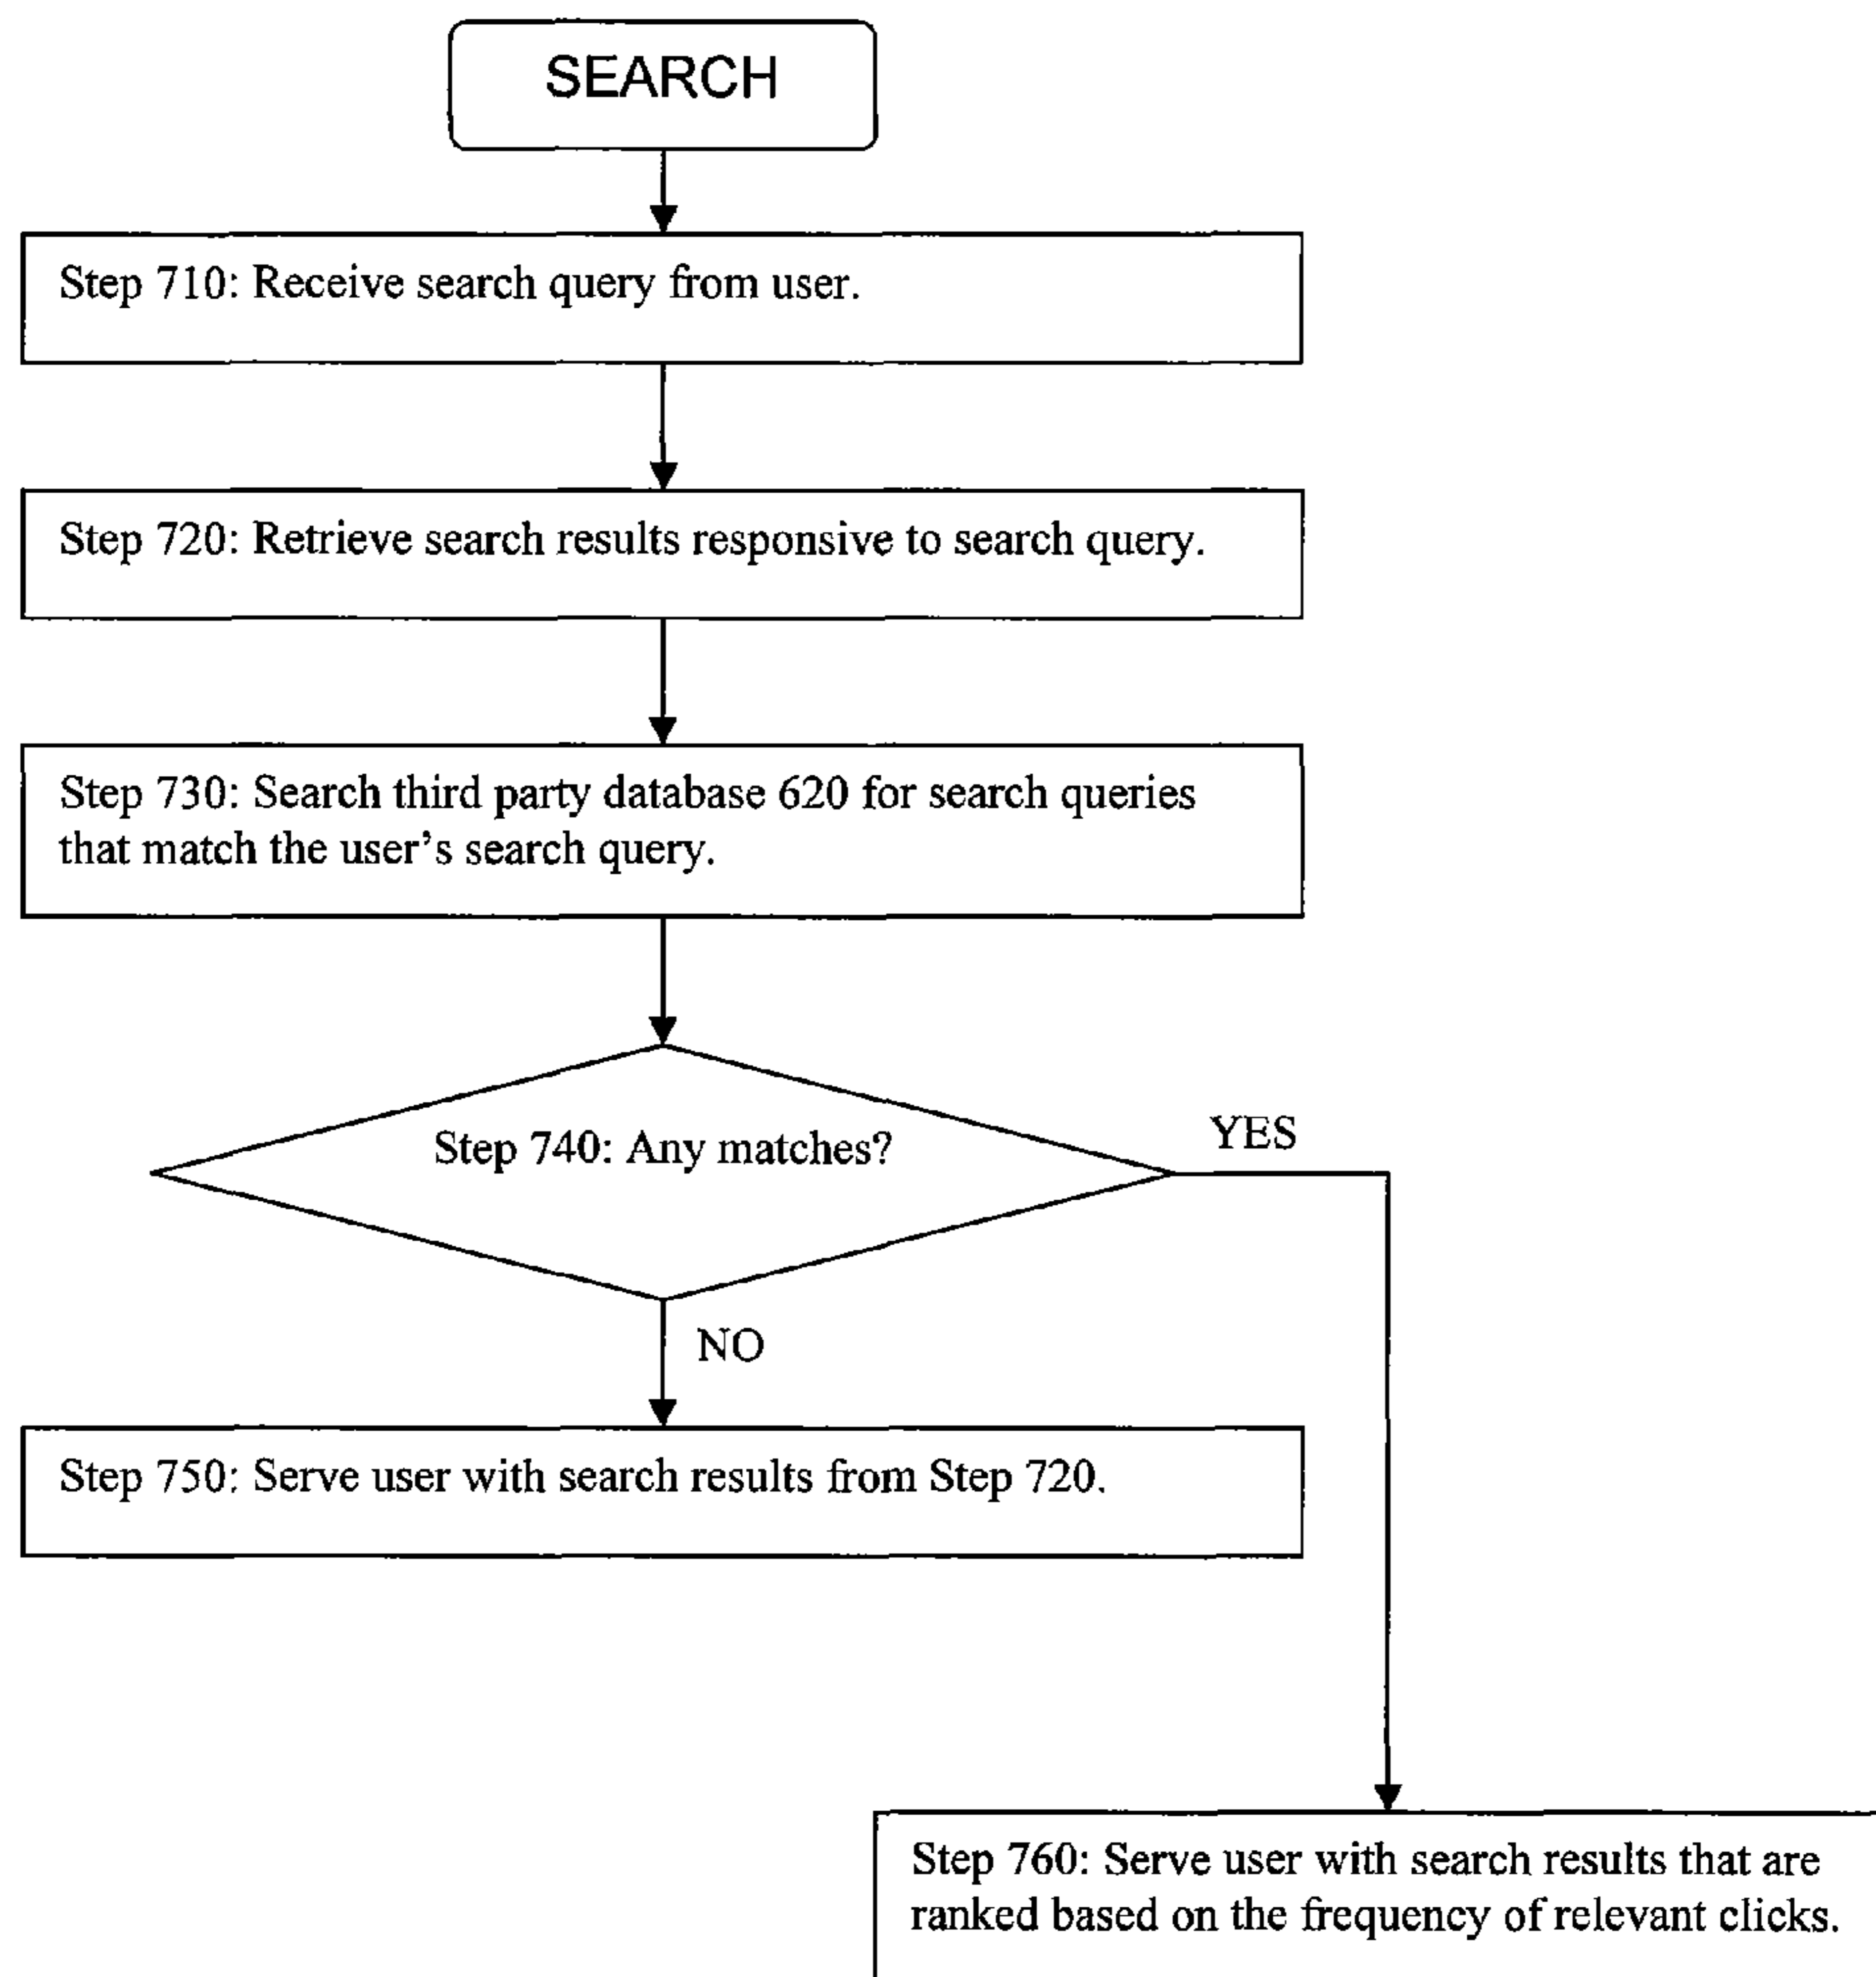 SEARCH
Step 710: Receive search query from user.
Step 720: Retrieve search results responsive to search query.
Step 730: Search third party database 620 for search queries
that match the user's search query.
Step 740: Any matches?
YES
NO
Step 750: Serve user with search results from Step 720.
Step 760: Serve user with search results that are
ranked based on the frequency of relevant clicks.